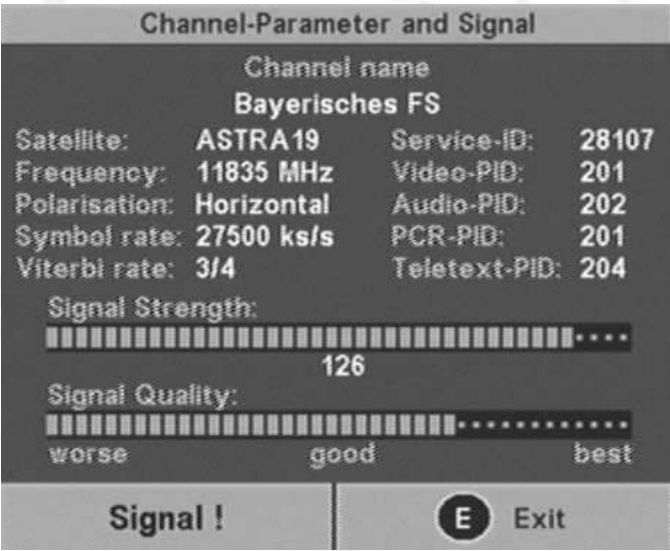 Channel-Parameter and Signal
Channel name
Bayerisches FS
Satellite: ASTRA19 Service-ID: 28107
Frequency: 11835 MHz Video-PID: 201
Polarisation: Horizontal Audio-PID: 202
Symbol rate: 27500 ks/s PCR-PID: 201
Viterbi rate: 3/4 Teletext-PID: 204
Signal Strength:
126
Signal Quality:
worse good best
Signal ! E Exit